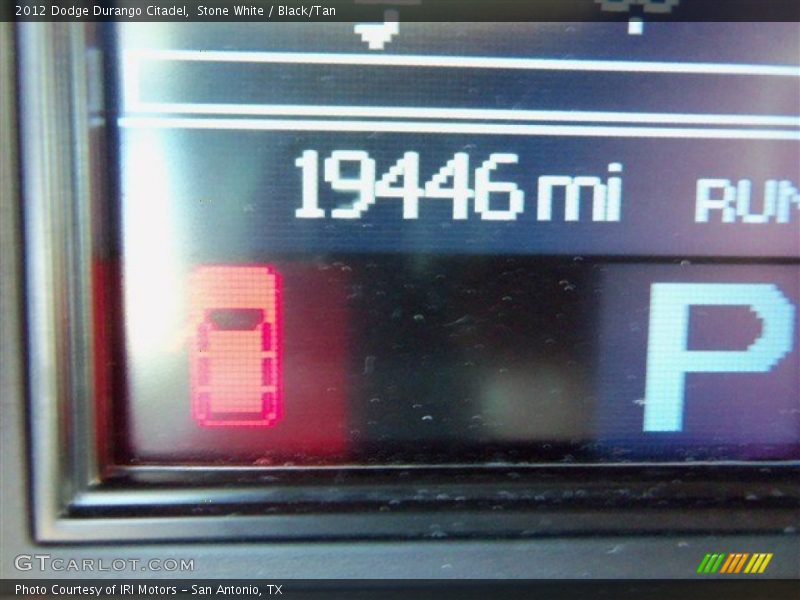 2012 Dodge Durango Citadel, Stone White / Black/Tan
19446 mi RUN
P
GTCARLOT.COM
Photo Courtesy of IRI Motors - San Antonio, TX